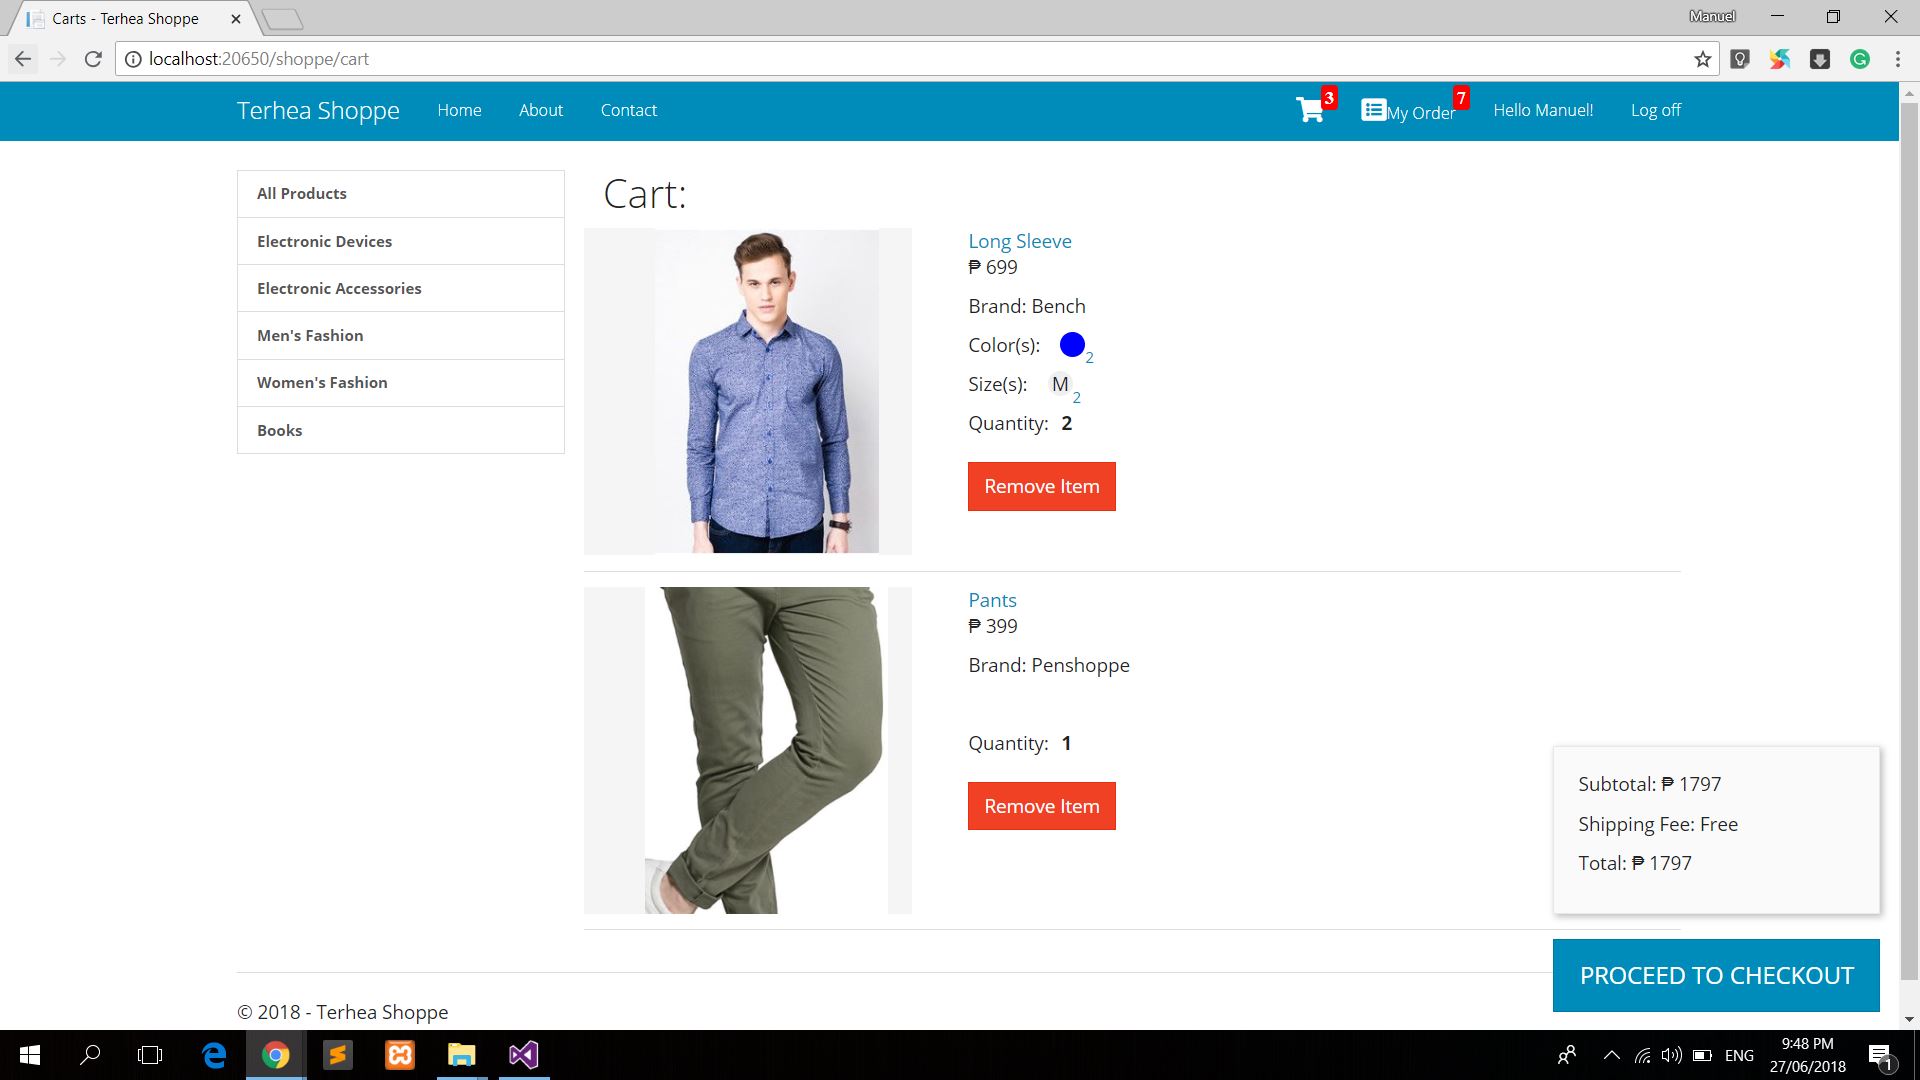 Carts - Terhea Shoppe
Manuel
localhost:20650/shoppe/cart
Terhea Shoppe Home About Contact 3 My Order 7 Hello Manuel! Log off
All Products
Electronic Devices
Electronic Accessories
Men's Fashion
Women's Fashion
Books
Cart:
Long Sleeve
₱ 699
Brand: Bench
Color(s): 2
Size(s): M 2
Quantity: 2
Remove Item
Pants
₱ 399
Brand: Penshoppe
Quantity: 1
Remove Item
Subtotal: ₱ 1797
Shipping Fee: Free
Total: ₱ 1797
PROCEED TO CHECKOUT
© 2018 - Terhea Shoppe
ENG
9:48 PM
27/06/2018
1